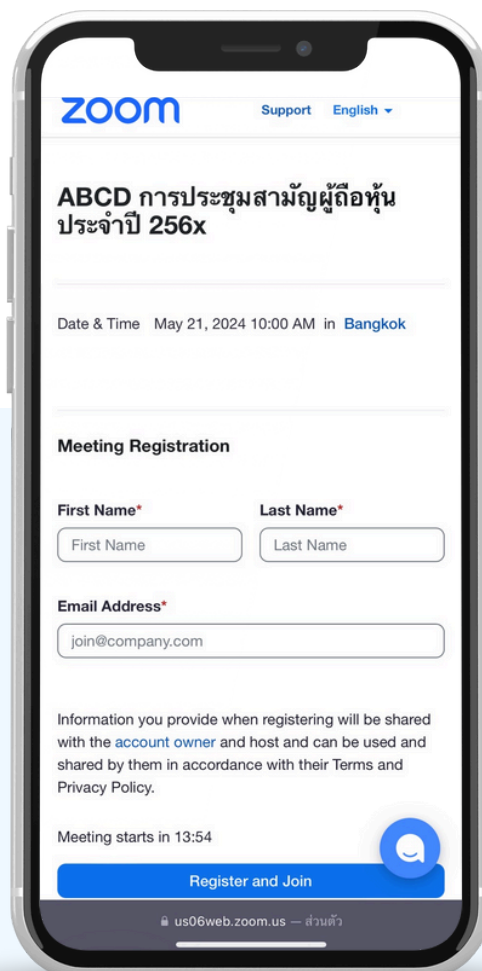 zoom
Support English
ABCD การประชุมสามัญผู้ถือหุ้น
ประจำปี 256x
Date & Time May 21, 2024 10:00 AM in Bangkok
Meeting Registration
First Name* Last Name*
First Name Last Name
Email Address*
join@company.com
Information you provide when registering will be shared
with the account owner and host and can be used and
shared by them in accordance with their Terms and
Privacy Policy.
Meeting starts in 13:54
Register and Join
us06web.zoom.us — ส่วนตัว